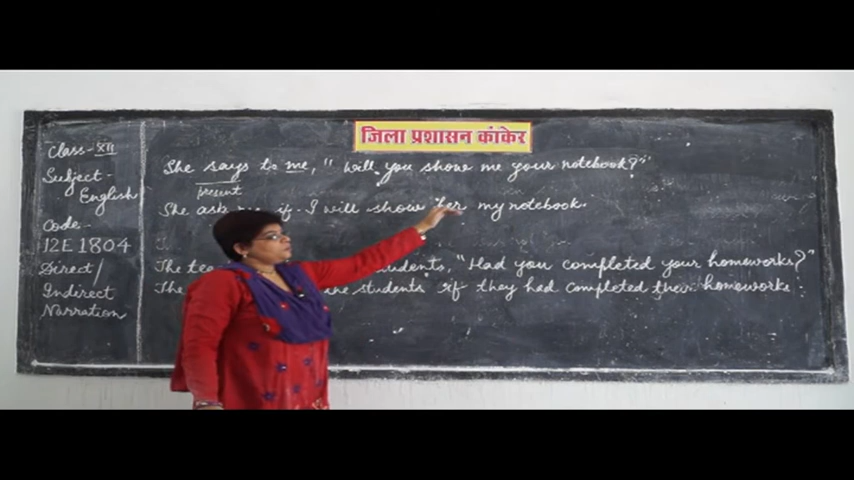 जिला प्रशासन कांकेर
Class- XII
Subject-
English
Code-
12E1804
Direct/
Indirect
Narration
She says to me, "Will you show me your notebook?"
present
She ask if I will show her my notebook.
The students, "Had you completed your homeworks?"
The students if they had completed their homeworks.